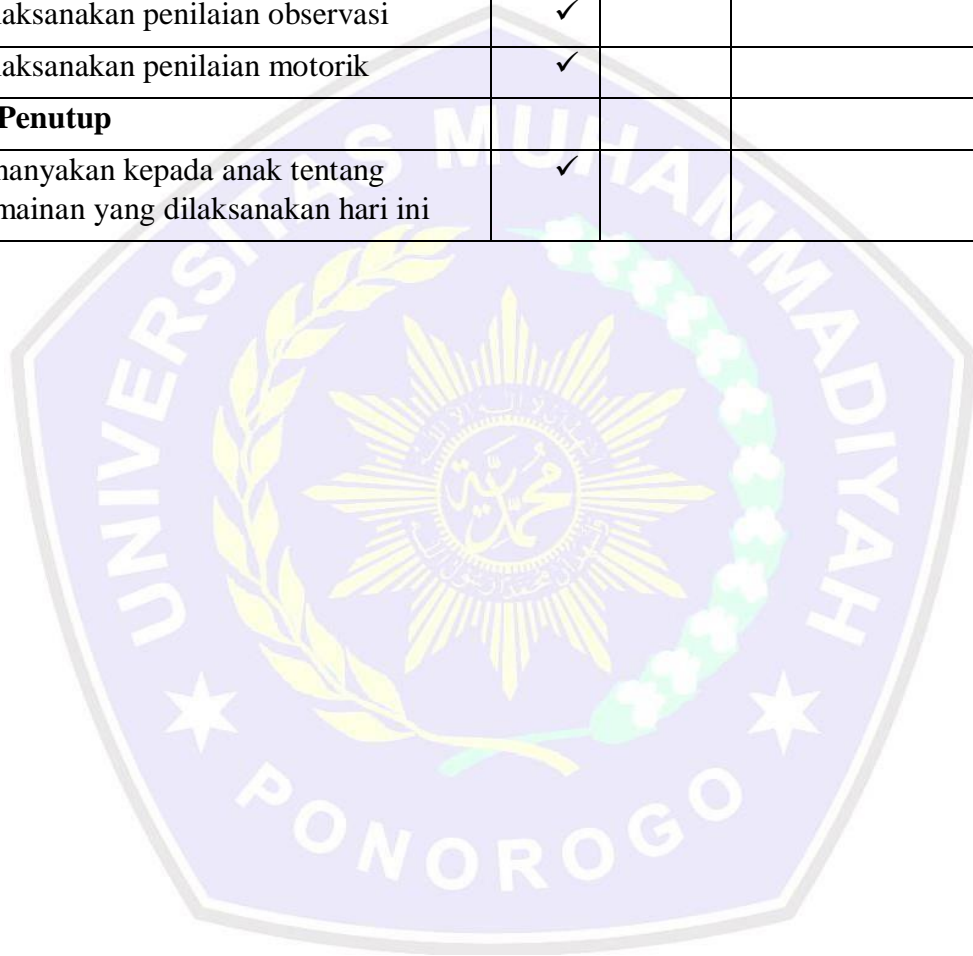 laksanakan penilaian observasi ✓
laksanakan penilaian motorik ✓
Penutup
nanyakan kepada anak tentang ✓
mainan yang dilaksanakan hari ini
UNIVERSITAS MUHAMMADIYAH
PONOROGO
محمد